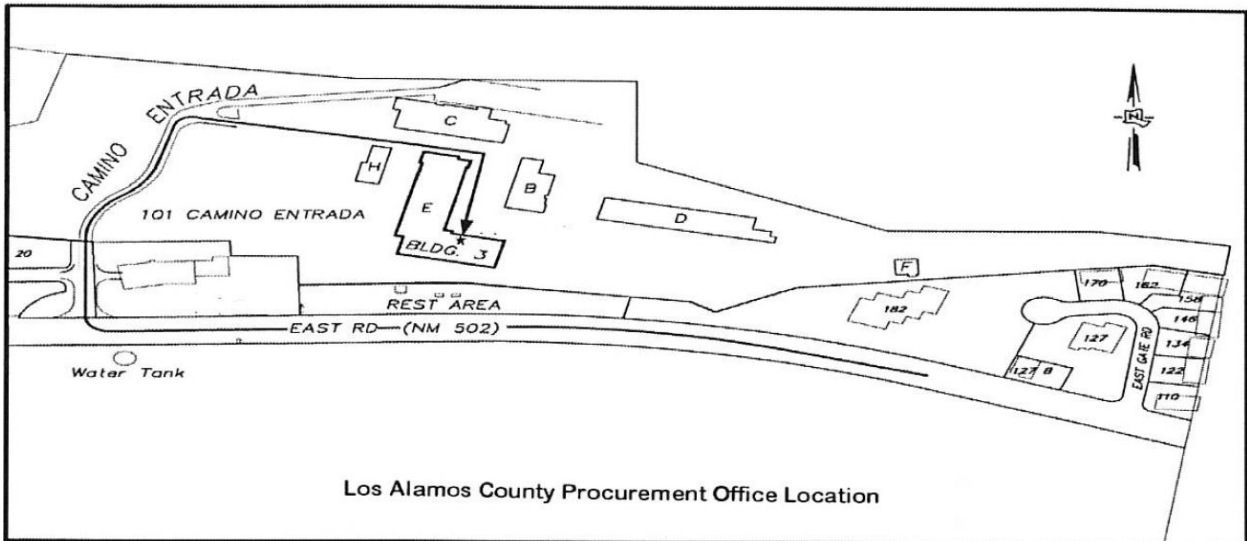 CAMINO ENTRADA
C
N
H
B
E
D
101 CAMINO ENTRADA
BLDG. 3
20
F
REST AREA
170
162
158
182
146
EAST RD—(NM 502)
127
134
EAST GATE RD
Water Tank
127 B
122
110
Los Alamos County Procurement Office Location